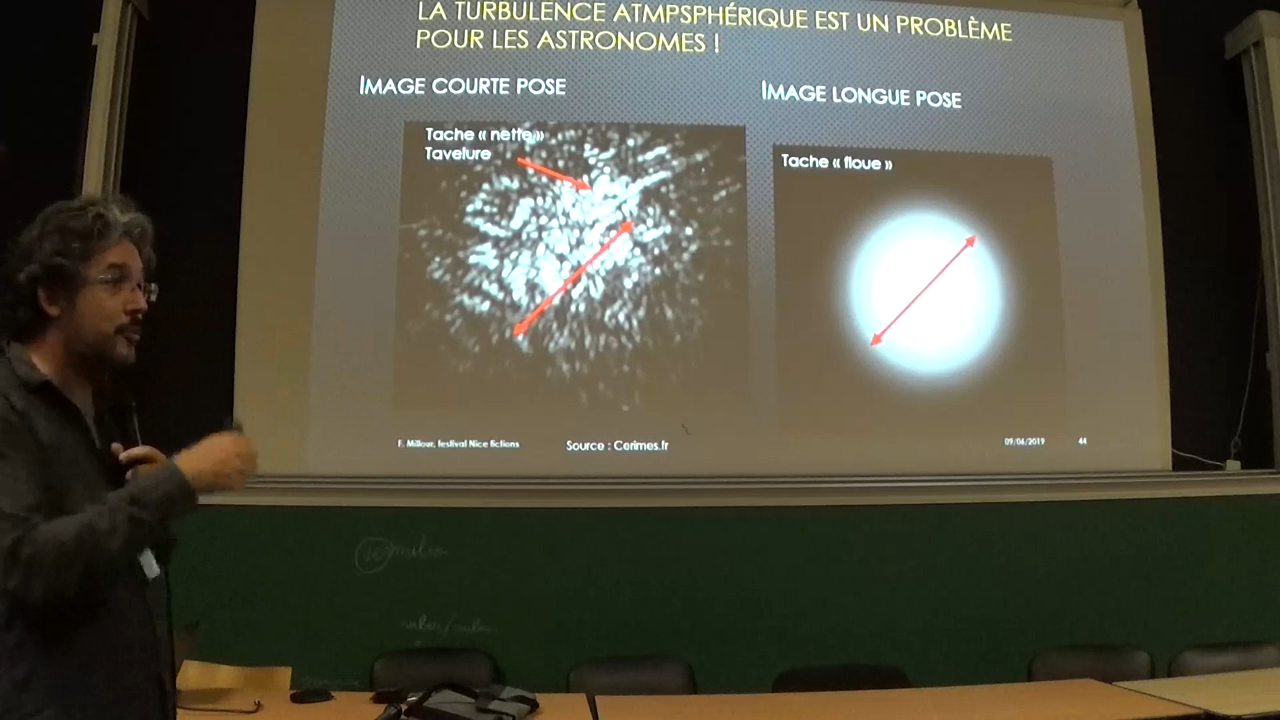 LA TURBULENCE ATMPSPHÉRIQUE EST UN PROBLÈME
POUR LES ASTRONOMES !
IMAGE COURTE POSE
IMAGE LONGUE POSE
Tache « nette »
Tavelure
Tache « floue »
F. Millour, festival Nice fictions
Source : Cerimes.fr
09/06/2019
44